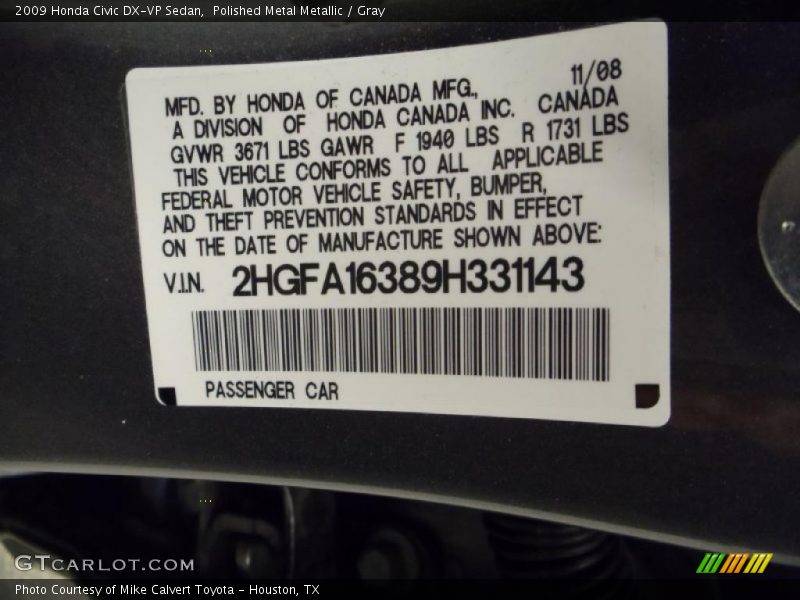 2009 Honda Civic DX-VP Sedan,  Polished Metal Metallic / Gray
11/08
MFD. BY HONDA OF CANADA MFG.,
A DIVISION OF HONDA CANADA INC. CANADA
GVWR 3671 LBS GAWR F 1940 LBS R 1731 LBS
THIS VEHICLE CONFORMS TO ALL APPLICABLE
FEDERAL MOTOR VEHICLE SAFETY, BUMPER,
AND THEFT PREVENTION STANDARDS IN EFFECT
ON THE DATE OF MANUFACTURE SHOWN ABOVE:
V.I.N. 2HGFA16389H331143
PASSENGER CAR
GTCARLOT.COM
Photo Courtesy of Mike Calvert Toyota - Houston, TX